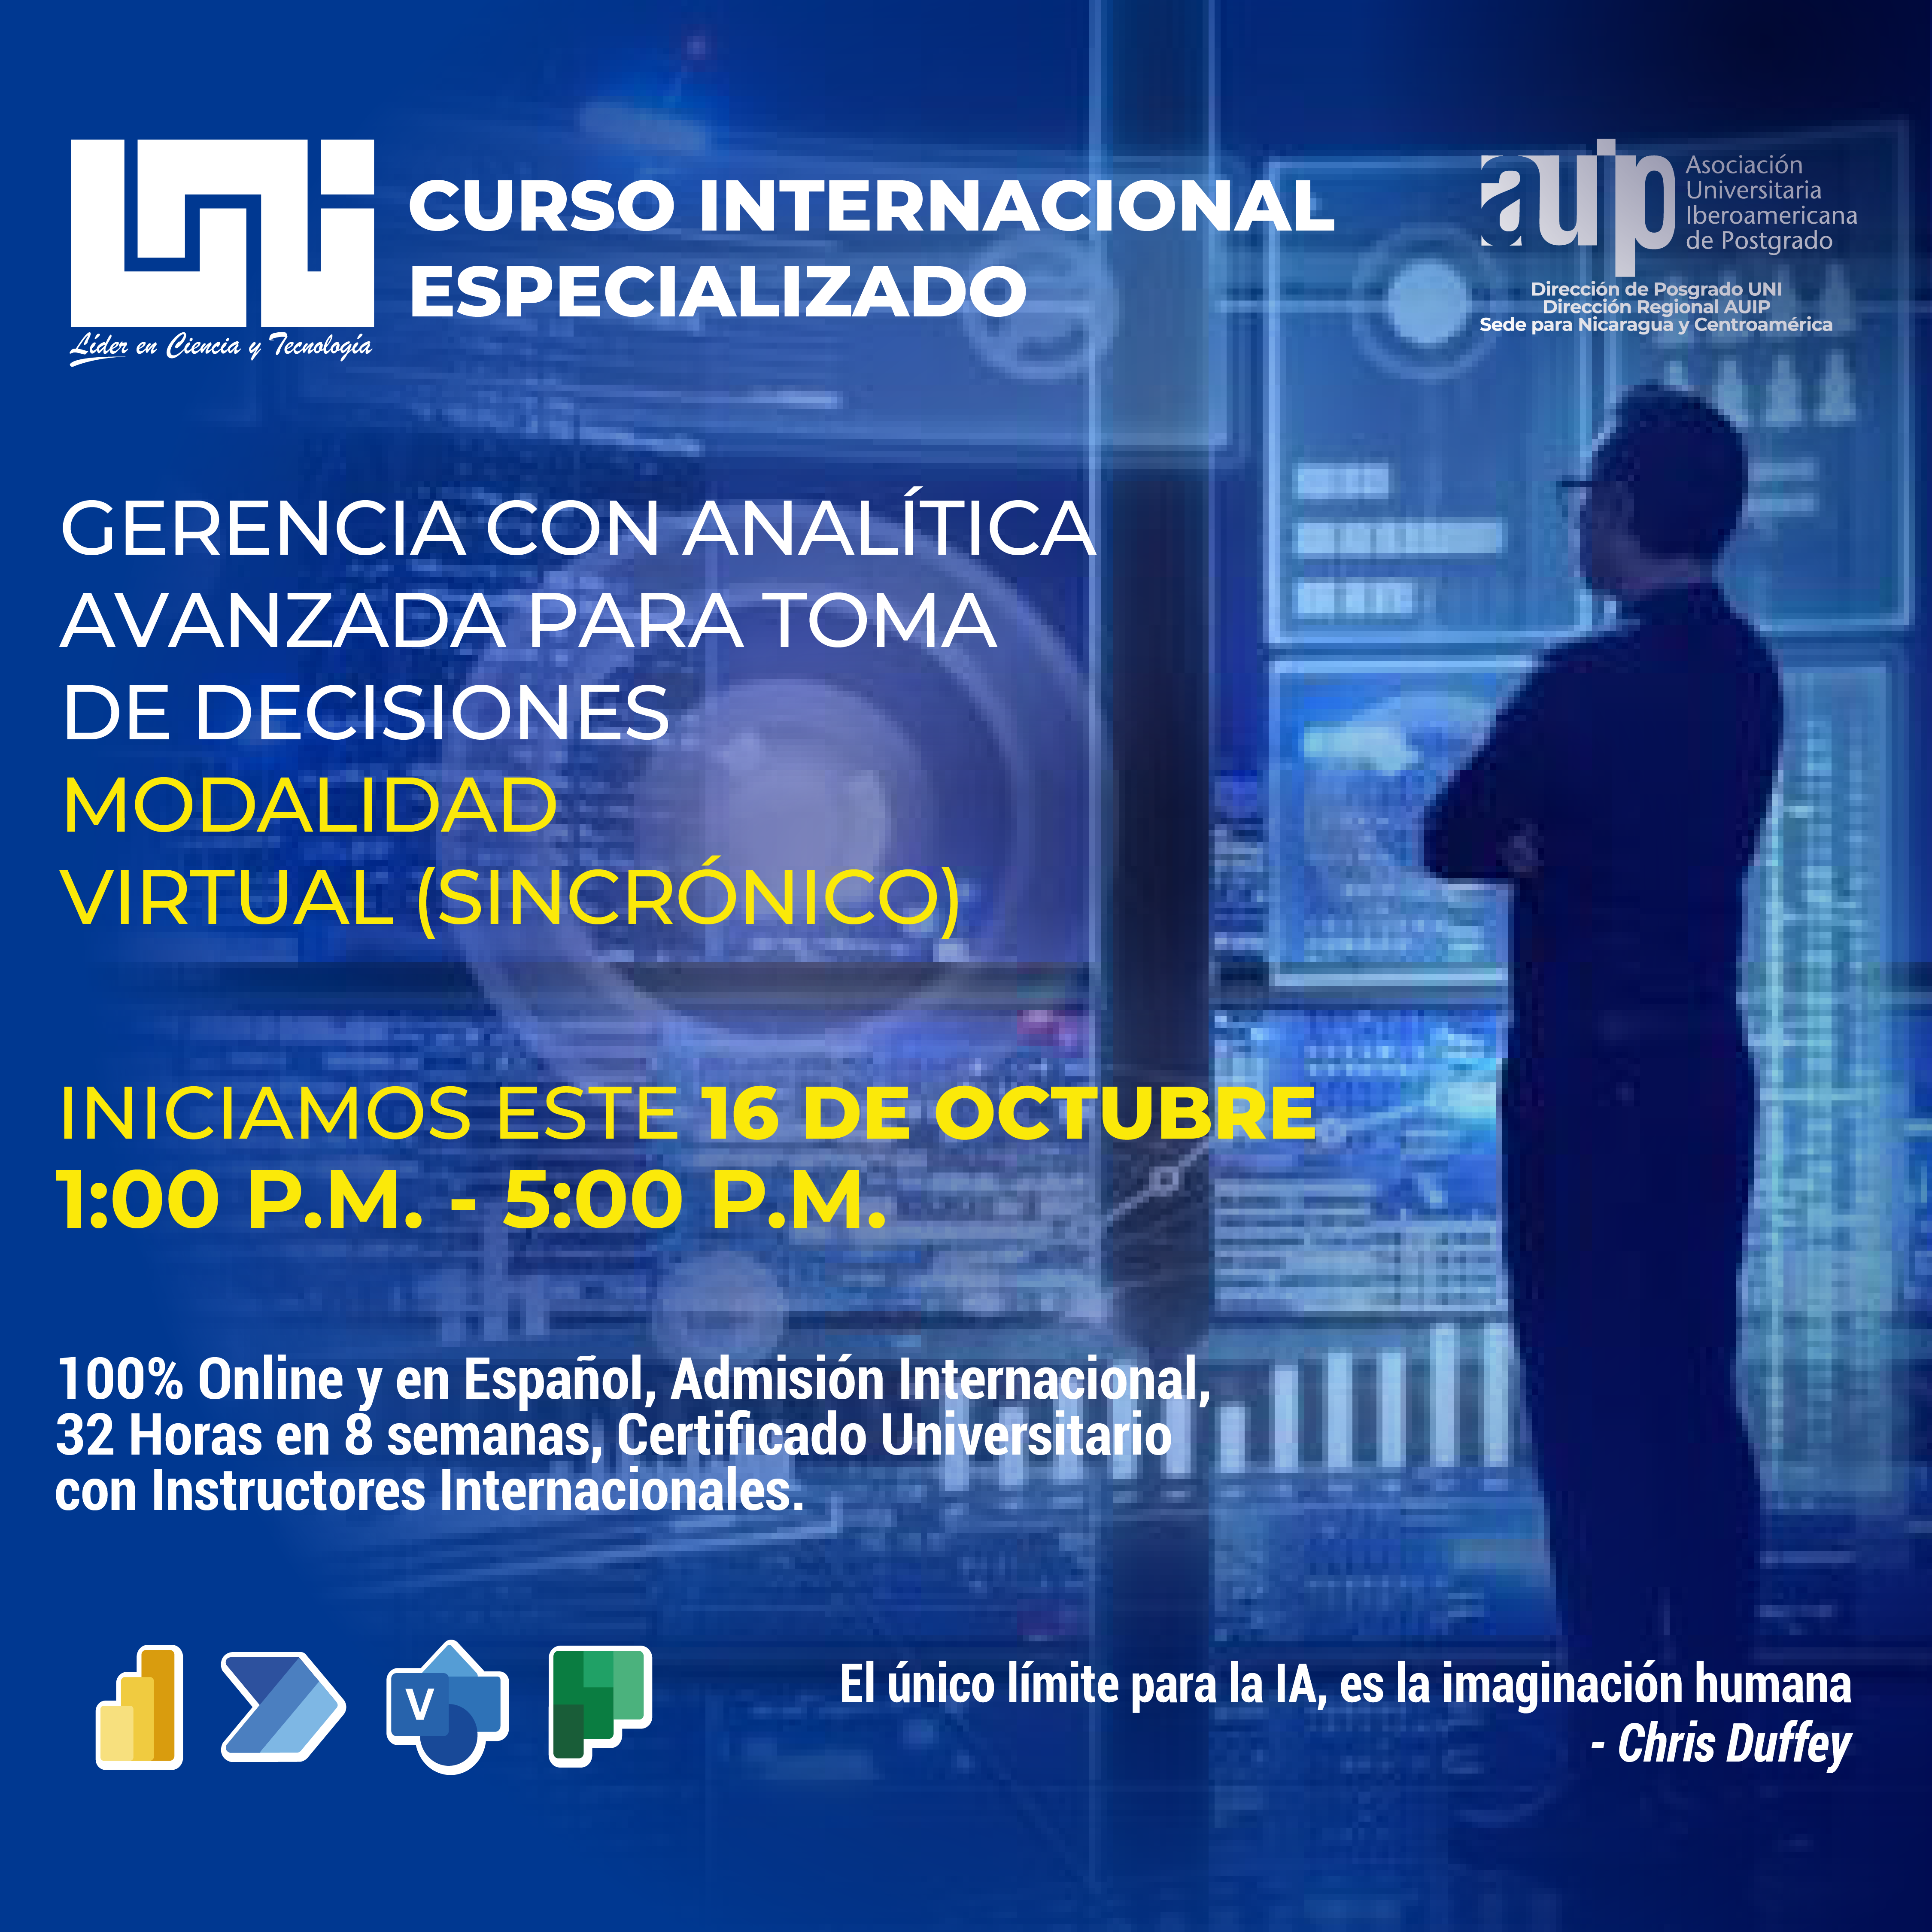 UNi
Líder en Ciencia y Tecnología
CURSO INTERNACIONAL
ESPECIALIZADO
auip
Asociación
Universitaria
Iberoamericana
de Postgrado
Dirección de Posgrado UNI
Dirección Regional AUIP
Sede para Nicaragua y Centroamérica
GERENCIA CON ANALÍTICA
AVANZADA PARA TOMA
DE DECISIONES
MODALIDAD
VIRTUAL (SINCRÓNICO)
INICIAMOS ESTE 16 DE OCTUBRE
1:00 P.M. - 5:00 P.M.
100% Online y en Español, Admisión Internacional,
32 Horas en 8 semanas, Certificado Universitario
con Instructores Internacionales.
V
El único límite para la IA, es la imaginación humana
- Chris Duffey